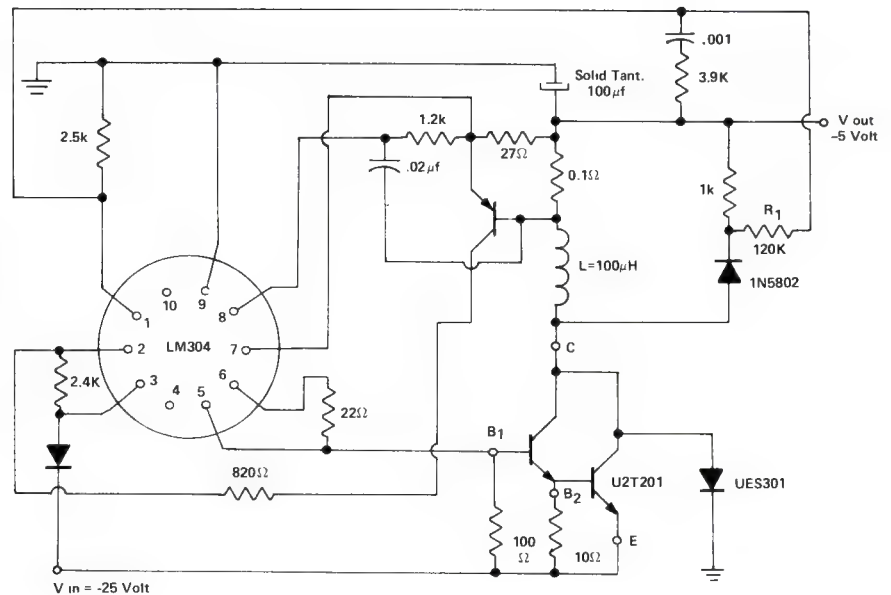 .001
Solid Tant.
100µf
3.9K
V out
-5 Volt
2.5k
1.2k
27Ω
.02µf
0.1Ω
1k
R1
120K
L=100µH
1N5802
10
9
8
1
LM304
2
7
C
3
6
2.4K
4
5
22Ω
B1
820Ω
B2
U2T201
UES301
100
Ω
10Ω
E
V in = -25 Volt